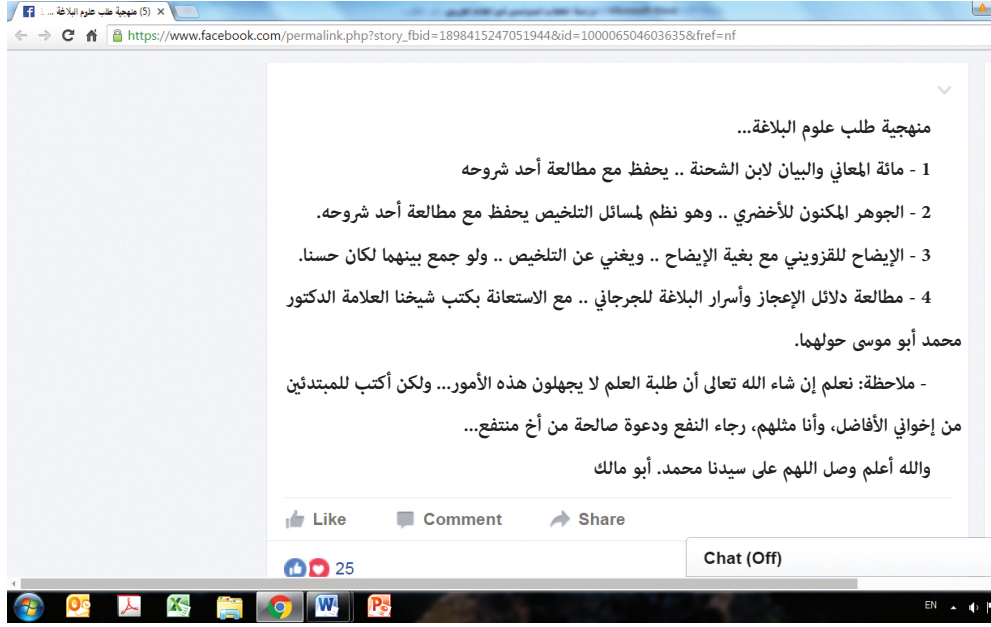 (5) منهجية طلب علوم البلاغة ...
https://www.facebook.com/permalink.php?story_fbid=1898415247051944&id=100006504603635&fref=nf
منهجية طلب علوم البلاغة...
1 - مائة المعاني والبيان لابن الشحنة .. يحفظ مع مطالعة أحد شروحه
2 - الجوهر المكنون للأخضري .. وهو نظم لمسائل التلخيص يحفظ مع مطالعة أحد شروحه.
3 - الإيضاح للقزويني مع بغية الإيضاح .. ويغني عن التلخيص .. ولو جمع بينهما لكان حسنا.
4 - مطالعة دلائل الإعجاز وأسرار البلاغة للجرجاني .. مع الاستعانة بكتب شيخنا العلامة الدكتور
محمد أبو موسى حولهما.
- ملاحظة: نعلم إن شاء الله تعالى أن طلبة العلم لا يجهلون هذه الأمور... ولكن أكتب للمبتدئين
من إخواني الأفاضل، وأنا مثلهم، رجاء النفع ودعوة صالحة من أخ منتفع...
والله أعلم وصل اللهم على سيدنا محمد. أبو مالك
Like Comment Share
25
Chat (Off)
EN